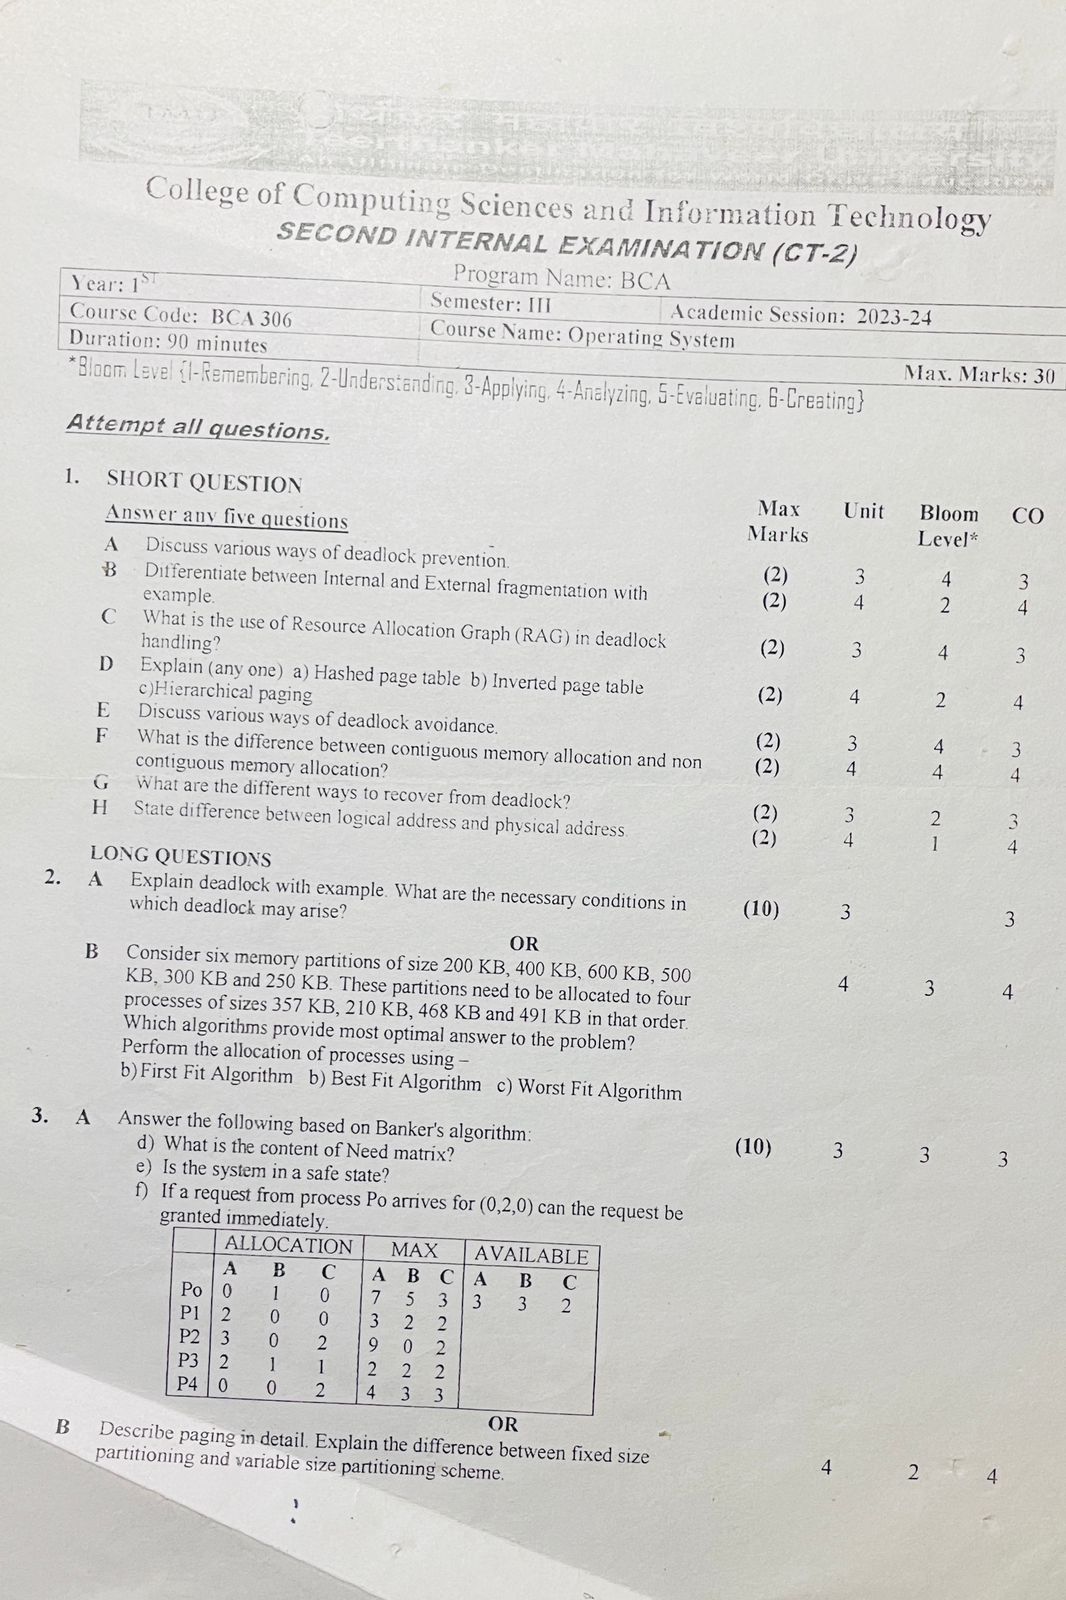 College of Computing Sciences and Information Technology
SECOND INTERNAL EXAMINATION (CT-2)
Program Name: BCA
Year: 1ST Semester: III Academic Session: 2023-24
Course Code: BCA 306 Course Name: Operating System
Duration: 90 minutes Max. Marks: 30
*Bloom Level {1-Remembering, 2-Understanding, 3-Applying, 4-Analyzing, 5-Evaluating, 6-Creating}
Attempt all questions.
1. SHORT QUESTION
Answer any five questions Max Marks Unit Bloom Level* CO
A Discuss various ways of deadlock prevention. (2) 3 4 3
B Differentiate between Internal and External fragmentation with (2) 4 2 4
example.
C What is the use of Resource Allocation Graph (RAG) in deadlock (2) 3 4 3
handling?
D Explain (any one) a) Hashed page table b) Inverted page table (2) 4 2 4
c)Hierarchical paging
E Discuss various ways of deadlock avoidance. (2) 3 4 3
F What is the difference between contiguous memory allocation and non (2) 4 4 4
contiguous memory allocation?
G What are the different ways to recover from deadlock? (2) 3 2 3
H State difference between logical address and physical address. (2) 4 1 4
LONG QUESTIONS
2. A Explain deadlock with example. What are the necessary conditions in (10) 3 3
which deadlock may arise?
OR
B Consider six memory partitions of size 200 KB, 400 KB, 600 KB, 500 4 3 4
KB, 300 KB and 250 KB. These partitions need to be allocated to four
processes of sizes 357 KB, 210 KB, 468 KB and 491 KB in that order.
Which algorithms provide most optimal answer to the problem?
Perform the allocation of processes using –
b) First Fit Algorithm b) Best Fit Algorithm c) Worst Fit Algorithm
3. A Answer the following based on Banker's algorithm: (10) 3 3 3
d) What is the content of Need matrix?
e) Is the system in a safe state?
f) If a request from process Po arrives for (0,2,0) can the request be
granted immediately.
ALLOCATION MAX AVAILABLE
A B C A B C A B C
Po 0 1 0 7 5 3 3 3 2
P1 2 0 0 3 2 2
P2 3 0 2 9 0 2
P3 2 1 1 2 2 2
P4 0 0 2 4 3 3
OR
B Describe paging in detail. Explain the difference between fixed size 4 2 4
partitioning and variable size partitioning scheme.